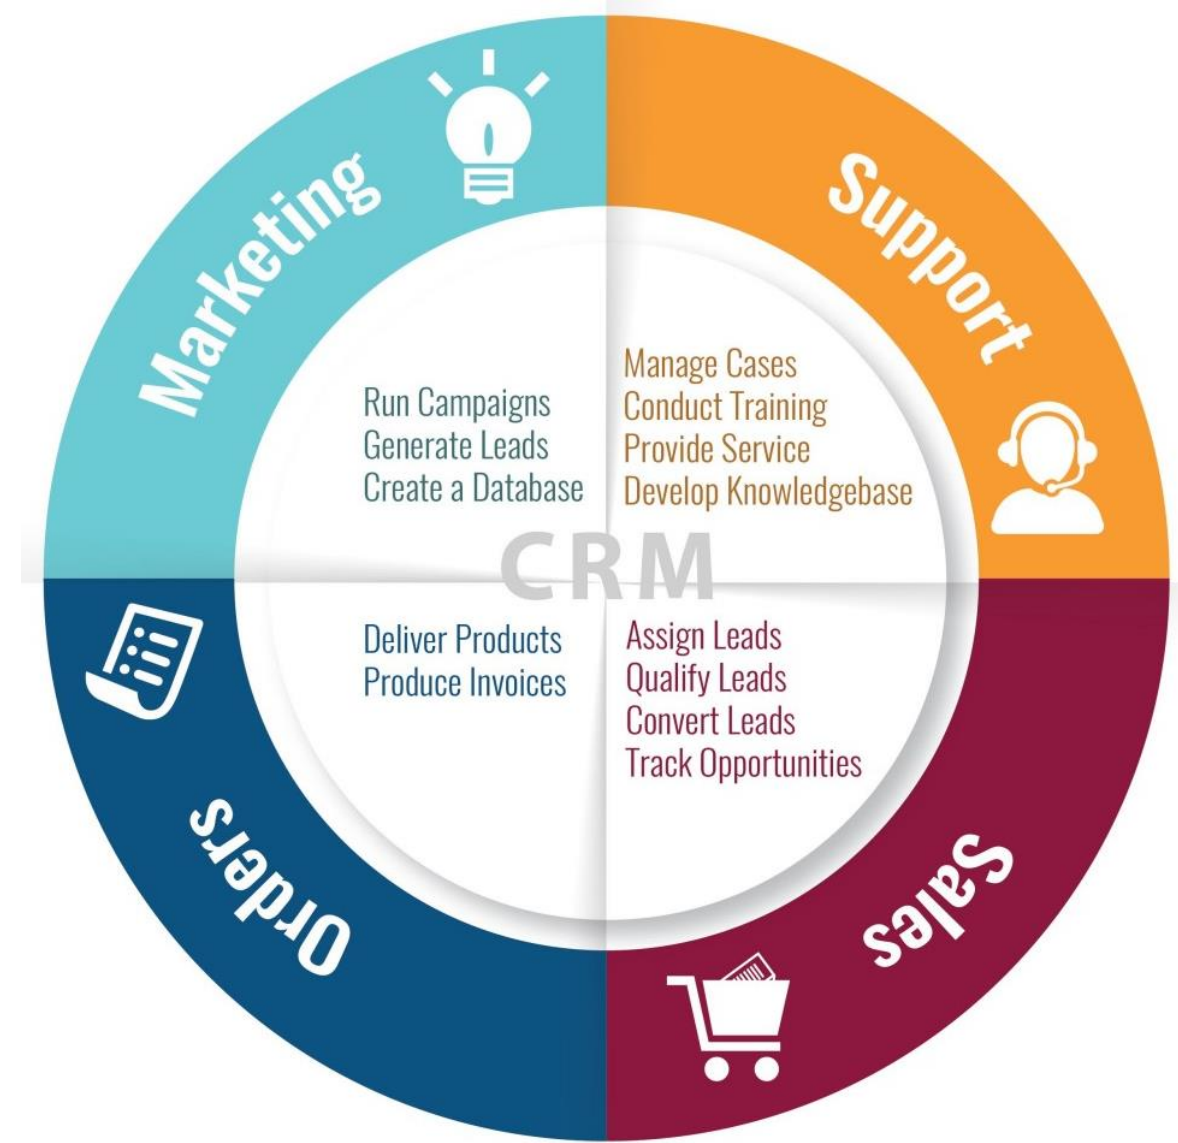 Marketing
Support
Run Campaigns
Generate Leads
Create a Database
Manage Cases
Conduct Training
Provide Service
Develop Knowledgebase
CRM
Deliver Products
Produce Invoices
Assign Leads
Qualify Leads
Convert Leads
Track Opportunities
Orders
Sales